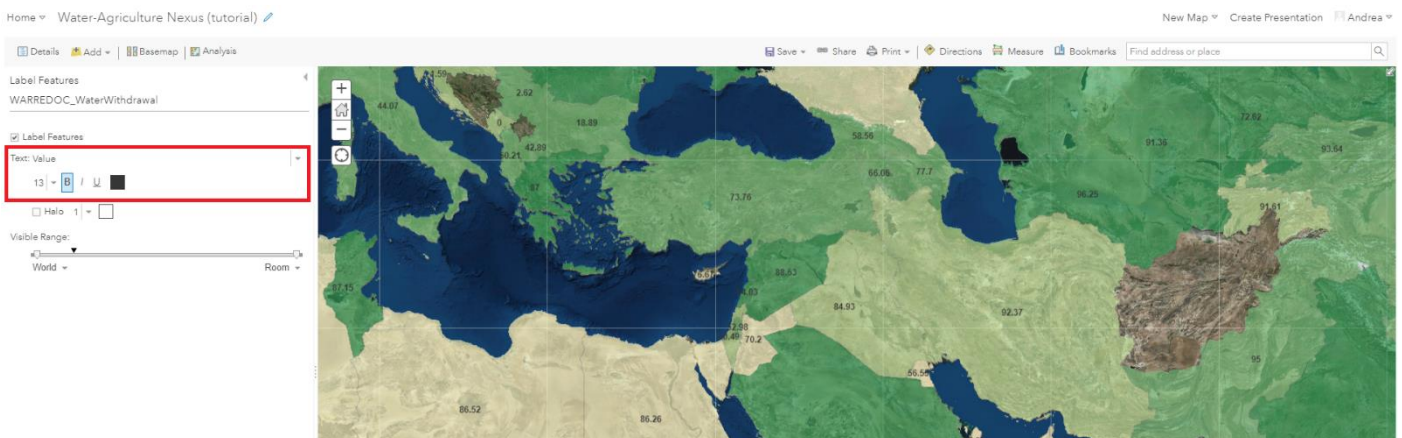 Home Water-Agriculture Nexus (tutorial) New Map Create Presentation Andrea
Details Add Basemap Analysis Save Share Print Directions Measure Bookmarks Find address or place
Label Features
WARREDOC_WaterWithdrawal
Label Features
Text: Value
13 B I U
Halo 1
Visible Range:
World Room
2.62
44.07
0
18.89
42.89
87
73.76
58.56
66.06
77.7
91.36
72.62
93.64
96.25
91.61
87.15
88.53
84.93
92.37
70.2
95
86.52
86.26